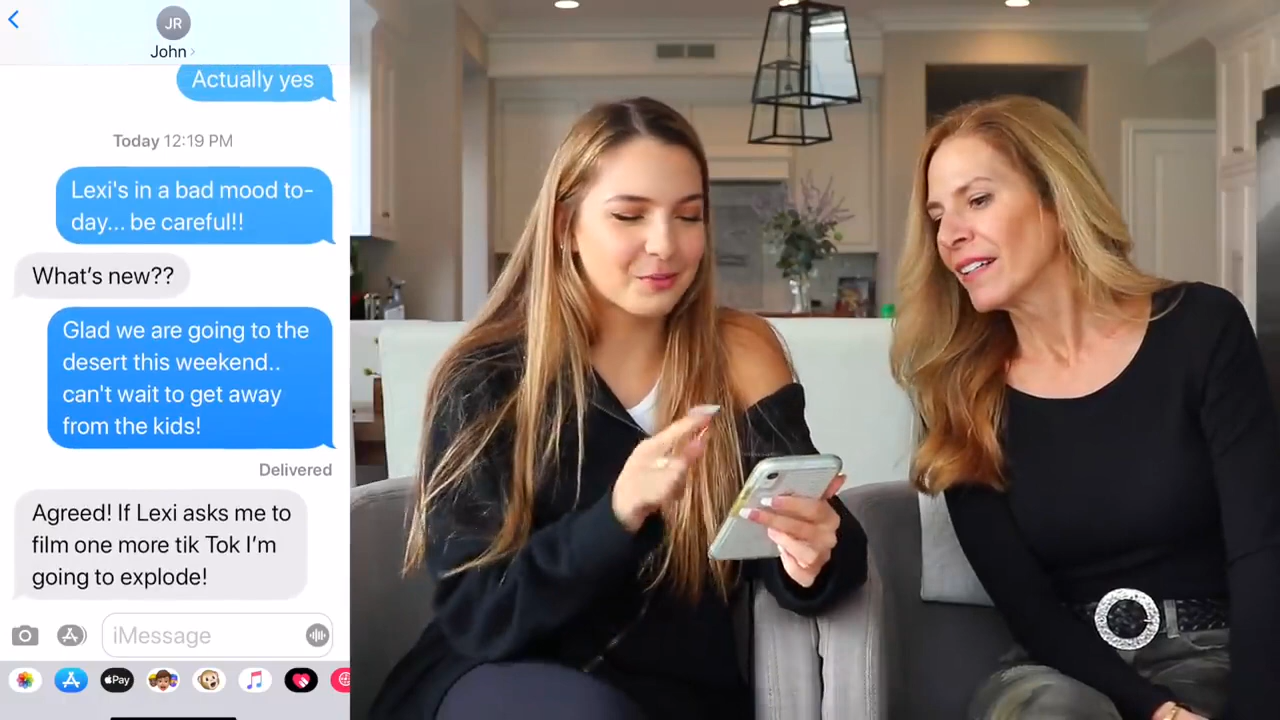 JR
John
Actually yes
Today 12:19 PM
Lexi's in a bad mood to-
day... be careful!!
What's new??
Glad we are going to the
desert this weekend..
can't wait to get away
from the kids!
Delivered
Agreed! If Lexi asks me to
film one more tik Tok I'm
going to explode!
iMessage
Pay